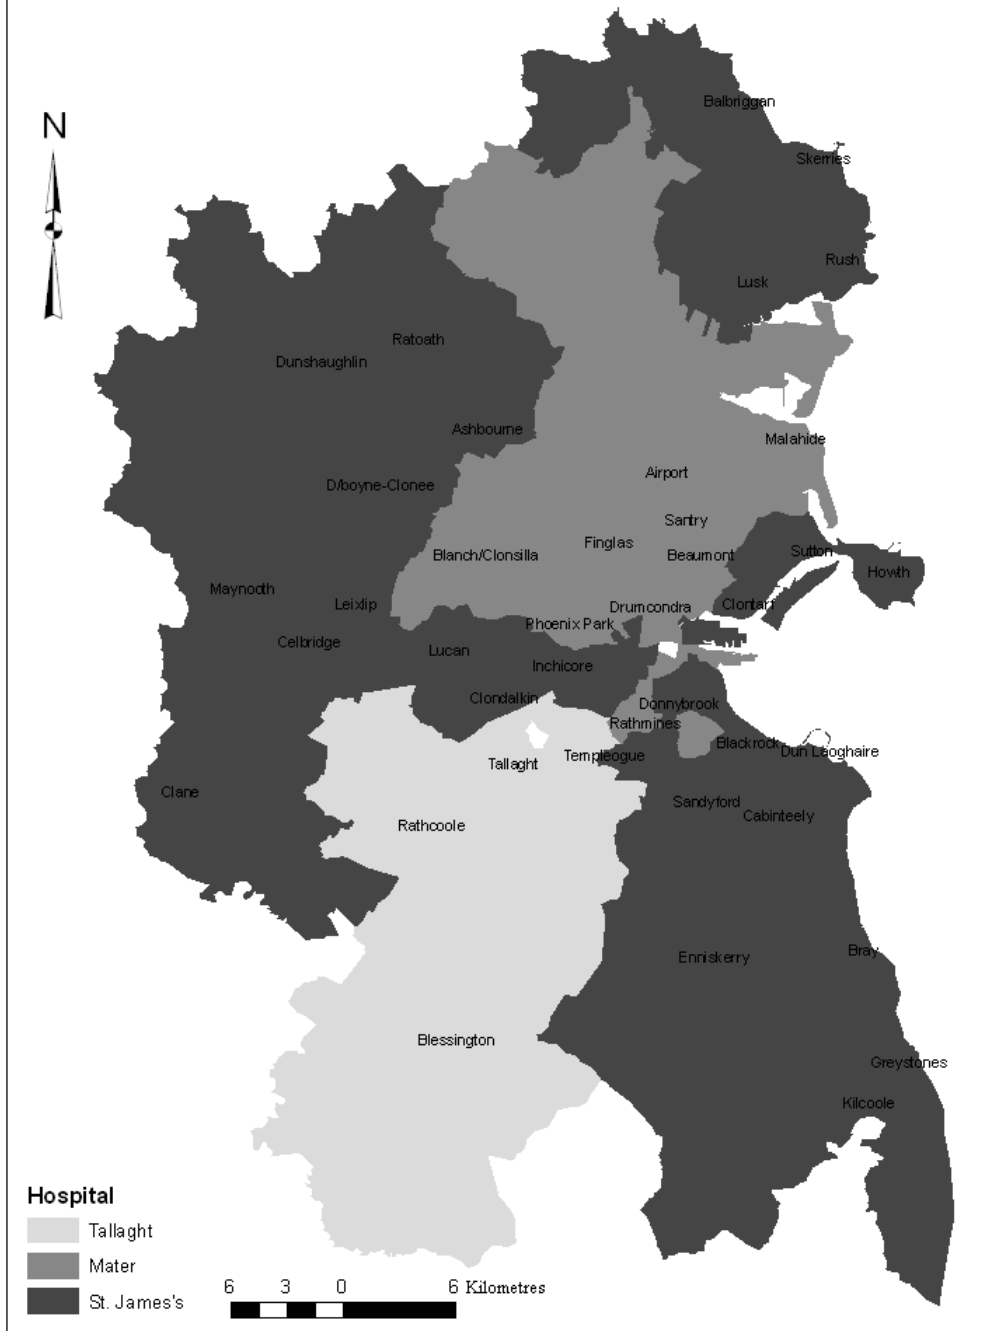 N
Balbriggan
Skerries
Rush
Lusk
Ratoath
Dunshaughlin
Ashbourne
Malahide
Airport
D/boyne-Clonee
Santry
Finglas
Blanch/Clonsilla
Beaumont
Sutton
Howth
Maynooth
Leixlip
Drumcondra
Clontarf
Phoenix Park
Celbridge
Lucan
Inchicore
Clondalkin
Donnybrook
Rathmines
Blackrock
Dun Laoghaire
Templeogue
Tallaght
Clane
Sandyford
Cabinteely
Rathcoole
Enniskerry
Bray
Blessington
Greystones
Kilcoole
Hospital
Tallaght
Mater
St. James's
6 3 0 6 Kilometres